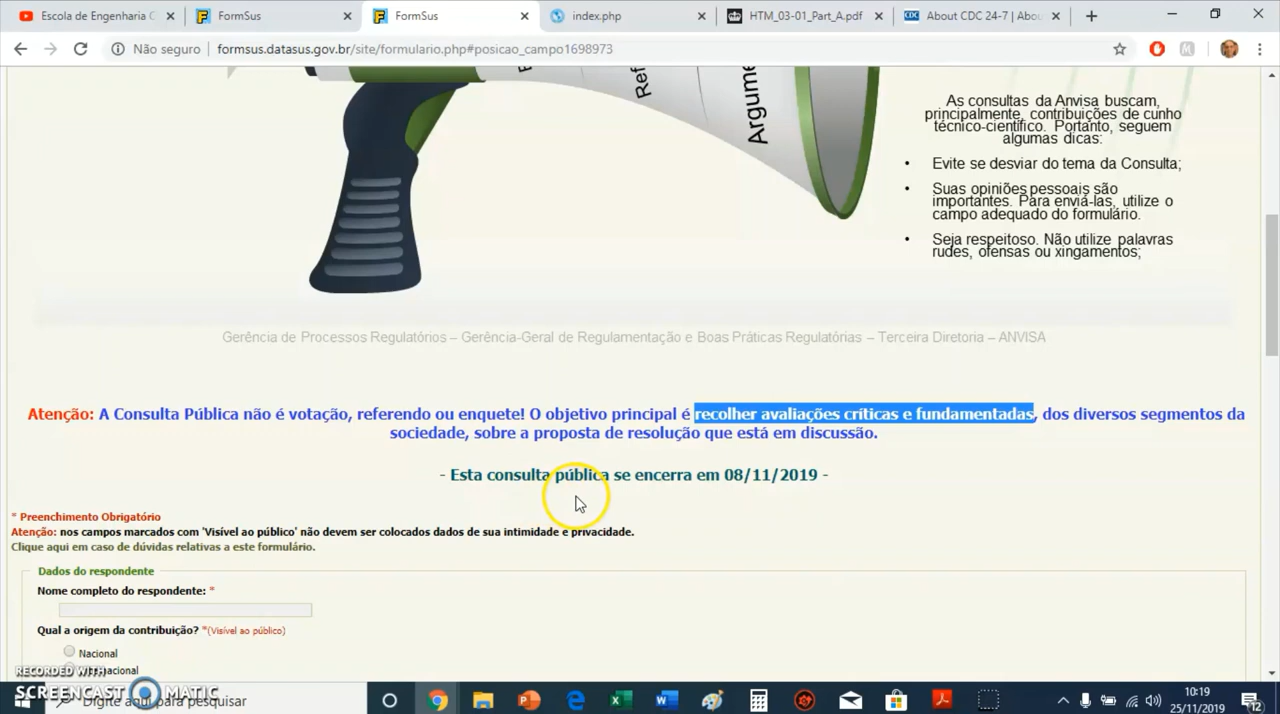 Escola de Engenharia C
FormSus
FormSus
index.php
HTM_03-01_Part_A.pdf
CDC
About CDC 24-7 | Abou
Não seguro
formsus.datasus.gov.br/site/formulario.php#posicao_campo1698973
Argume
As consultas da Anvisa buscam,
principalmente, contribuições de cunho
técnico-científico. Portanto, seguem
algumas dicas:
• Evite se desviar do tema da Consulta;
• Suas opiniões pessoais são
importantes. Para enviá-las, utilize o
campo adequado do formulário.
• Seja respeitoso. Não utilize palavras
rudes, ofensas ou xingamentos;
Gerência de Processos Regulatórios – Gerência-Geral de Regulamentação e Boas Práticas Regulatórias – Terceira Diretoria – ANVISA
Atenção: A Consulta Pública não é votação, referendo ou enquete! O objetivo principal é recolher avaliações críticas e fundamentadas, dos diversos segmentos da
sociedade, sobre a proposta de resolução que está em discussão.
- Esta consulta pública se encerra em 08/11/2019 -
* Preenchimento Obrigatório
Atenção: nos campos marcados com 'Visível ao público' não devem ser colocados dados de sua intimidade e privacidade.
Clique aqui em caso de dúvidas relativas a este formulário.
Dados do respondente
Nome completo do respondente: *
Qual a origem da contribuição? *(Visível ao público)
Nacional
RECORDED WITH
SCREENCAST MATIC
Digite aqui para pesquisar
10:19
25/11/2019
12